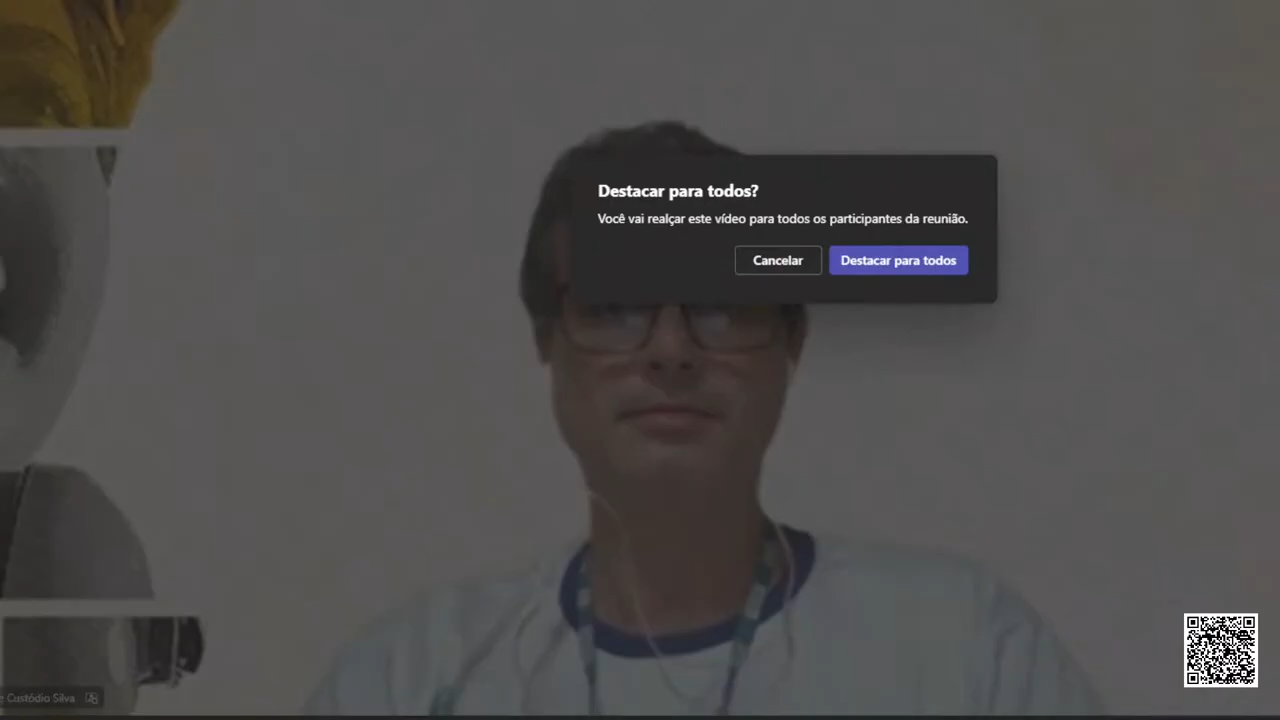 Destacar para todos?
Você vai realçar este vídeo para todos os participantes da reunião.
Cancelar
Destacar para todos
Custódio Silva